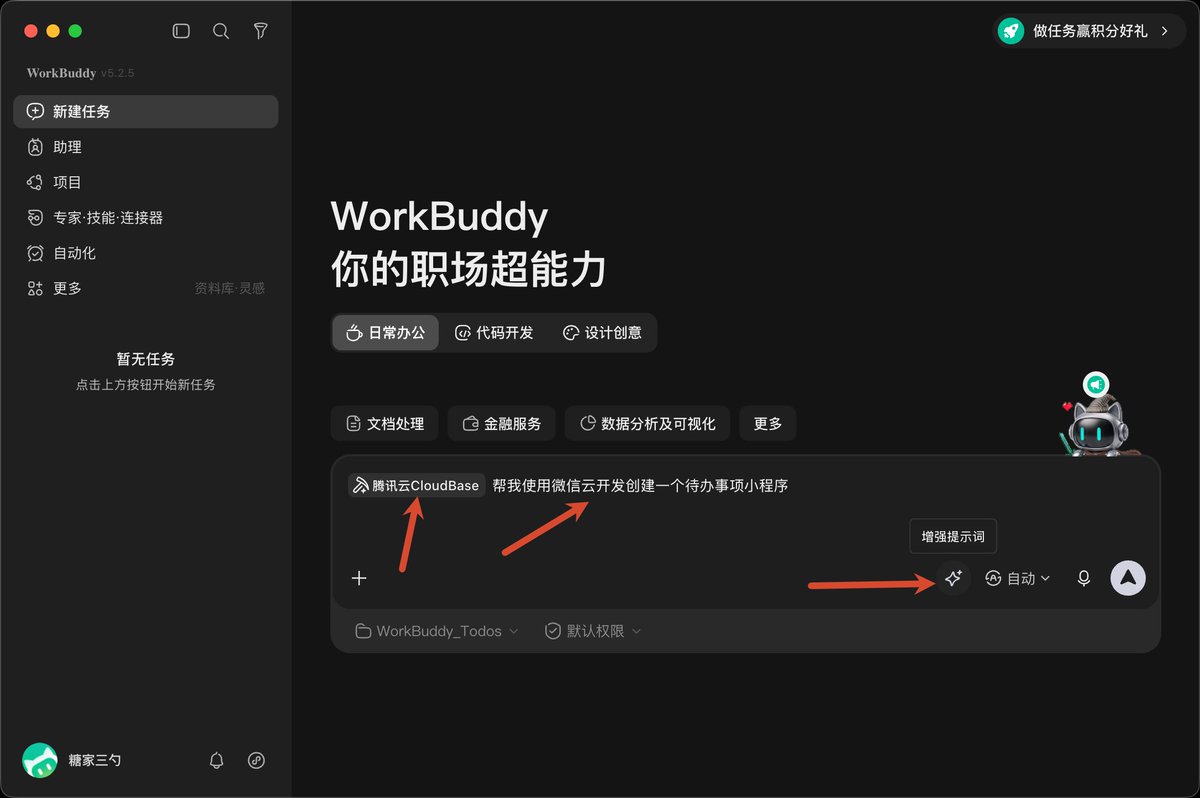 做任务赢积分好礼
WorkBuddy v5.2.5
新建任务
助理
项目
专家·技能·连接器
自动化
更多 资料库·灵感
暂无任务
点击上方按钮开始新任务
WorkBuddy
你的职场超能力
日常办公 代码开发 设计创意
文档处理 金融服务 数据分析及可视化 更多
腾讯云CloudBase 帮我使用微信云开发创建一个待办事项小程序
增强提示词
自动
WorkBuddy_Todos 默认权限
糖家三勺